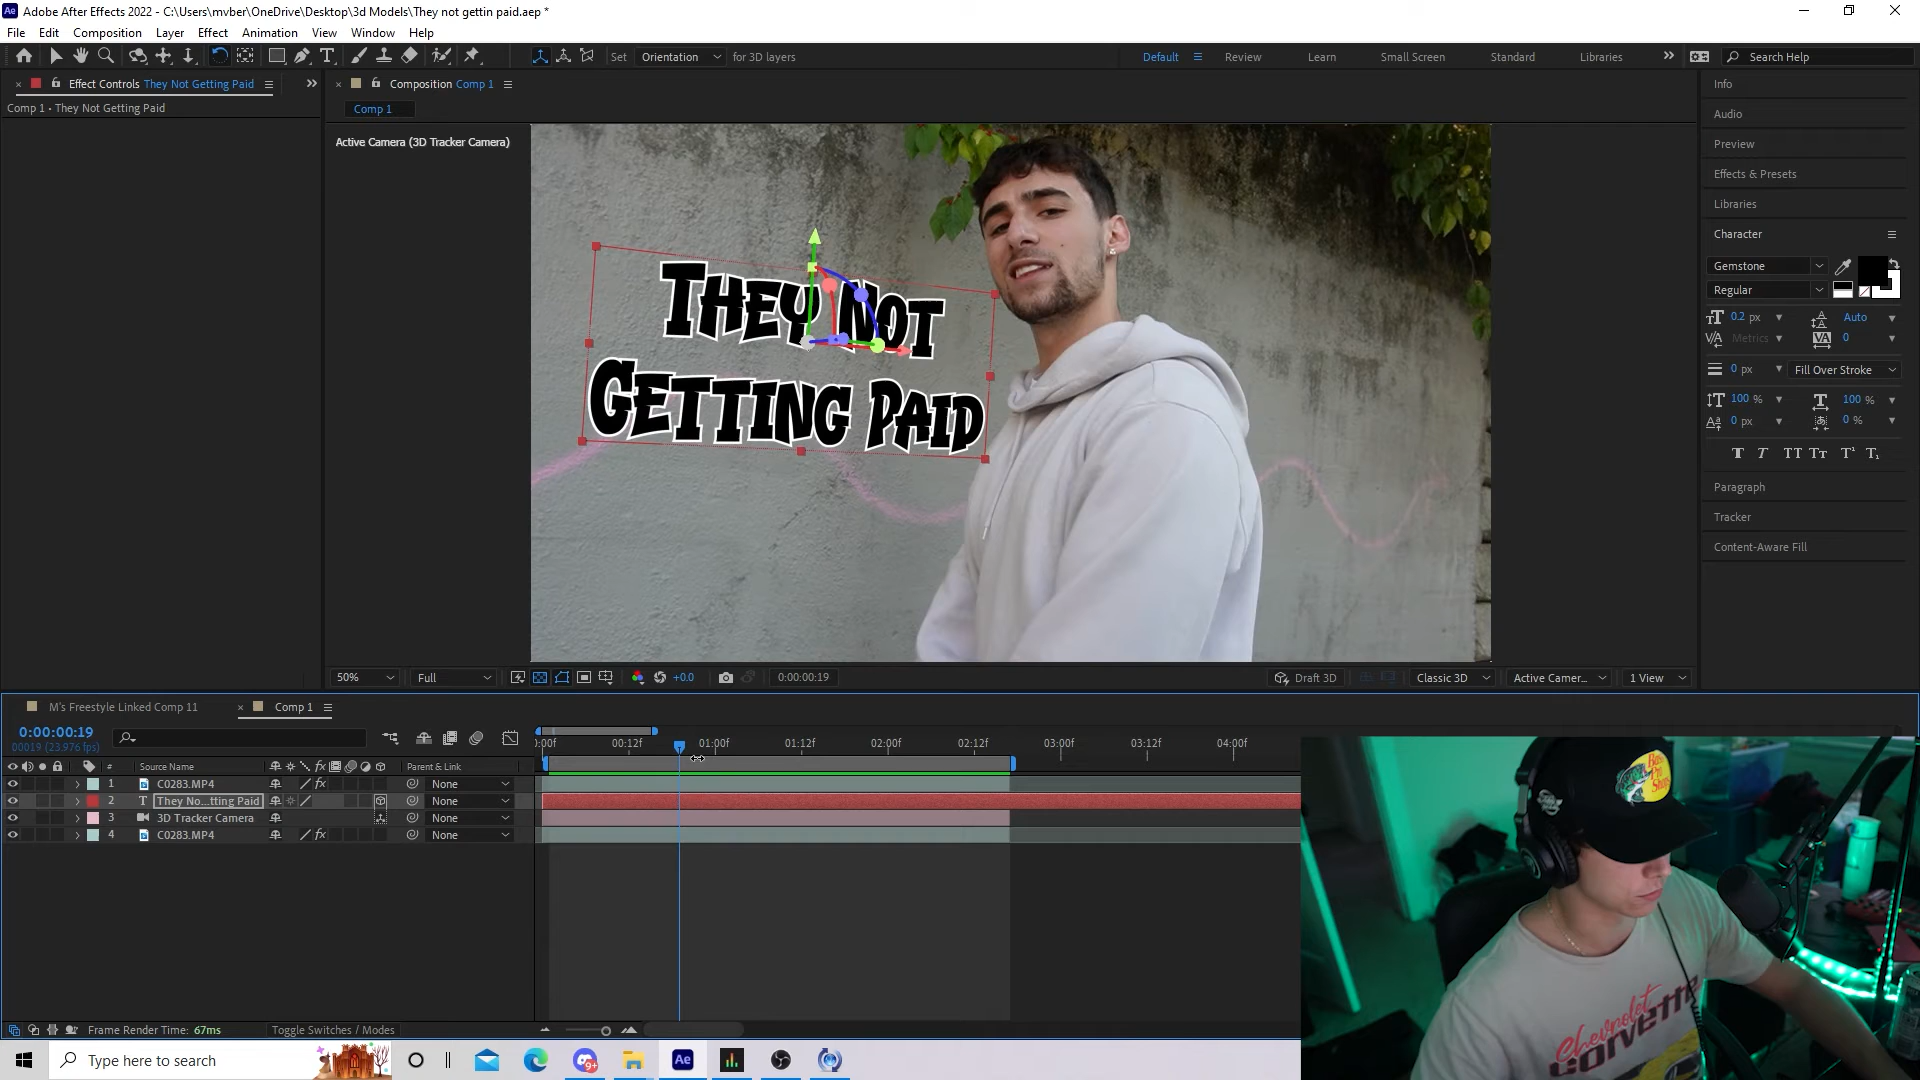 Adobe After Effects 2022 - C:\Users\mvber\OneDrive\Desktop\3d Models\They not gettin paid.aep *
File Edit Composition Layer Effect Animation View Window Help
Set Orientation for 3D layers Default Review Learn Small Screen Standard Libraries Search Help
Effect Controls They Not Getting Paid
Composition Comp 1
Comp 1 • They Not Getting Paid
Comp 1
Active Camera (3D Tracker Camera)
They Not
Getting Paid
Info
Audio
Preview
Effects & Presets
Libraries
Character
Gemstone
Regular
0.2 px Auto
Metrics 0
0 px Fill Over Stroke
100 % 100 %
0 px 0 %
Paragraph
Tracker
Content-Aware Fill
50% Full +0.0 0:00:00:19 Draft 3D Classic 3D Active Camer... 1 View
M's Freestyle Linked Comp 11 Comp 1
0:00:00:19
00019 (23.976 fps)
:00f 00:12f 01:00f 01:12f 02:00f 02:12f 03:00f 03:12f 04:00f
# Source Name Parent & Link
1 C0283.MP4 None
2 They No...tting Paid None
3 3D Tracker Camera None
4 C0283.MP4 None
Bass Pro Shops
Chevrolet
CORVETTE
Frame Render Time: 67ms Toggle Switches / Modes
Type here to search
9+
Ae